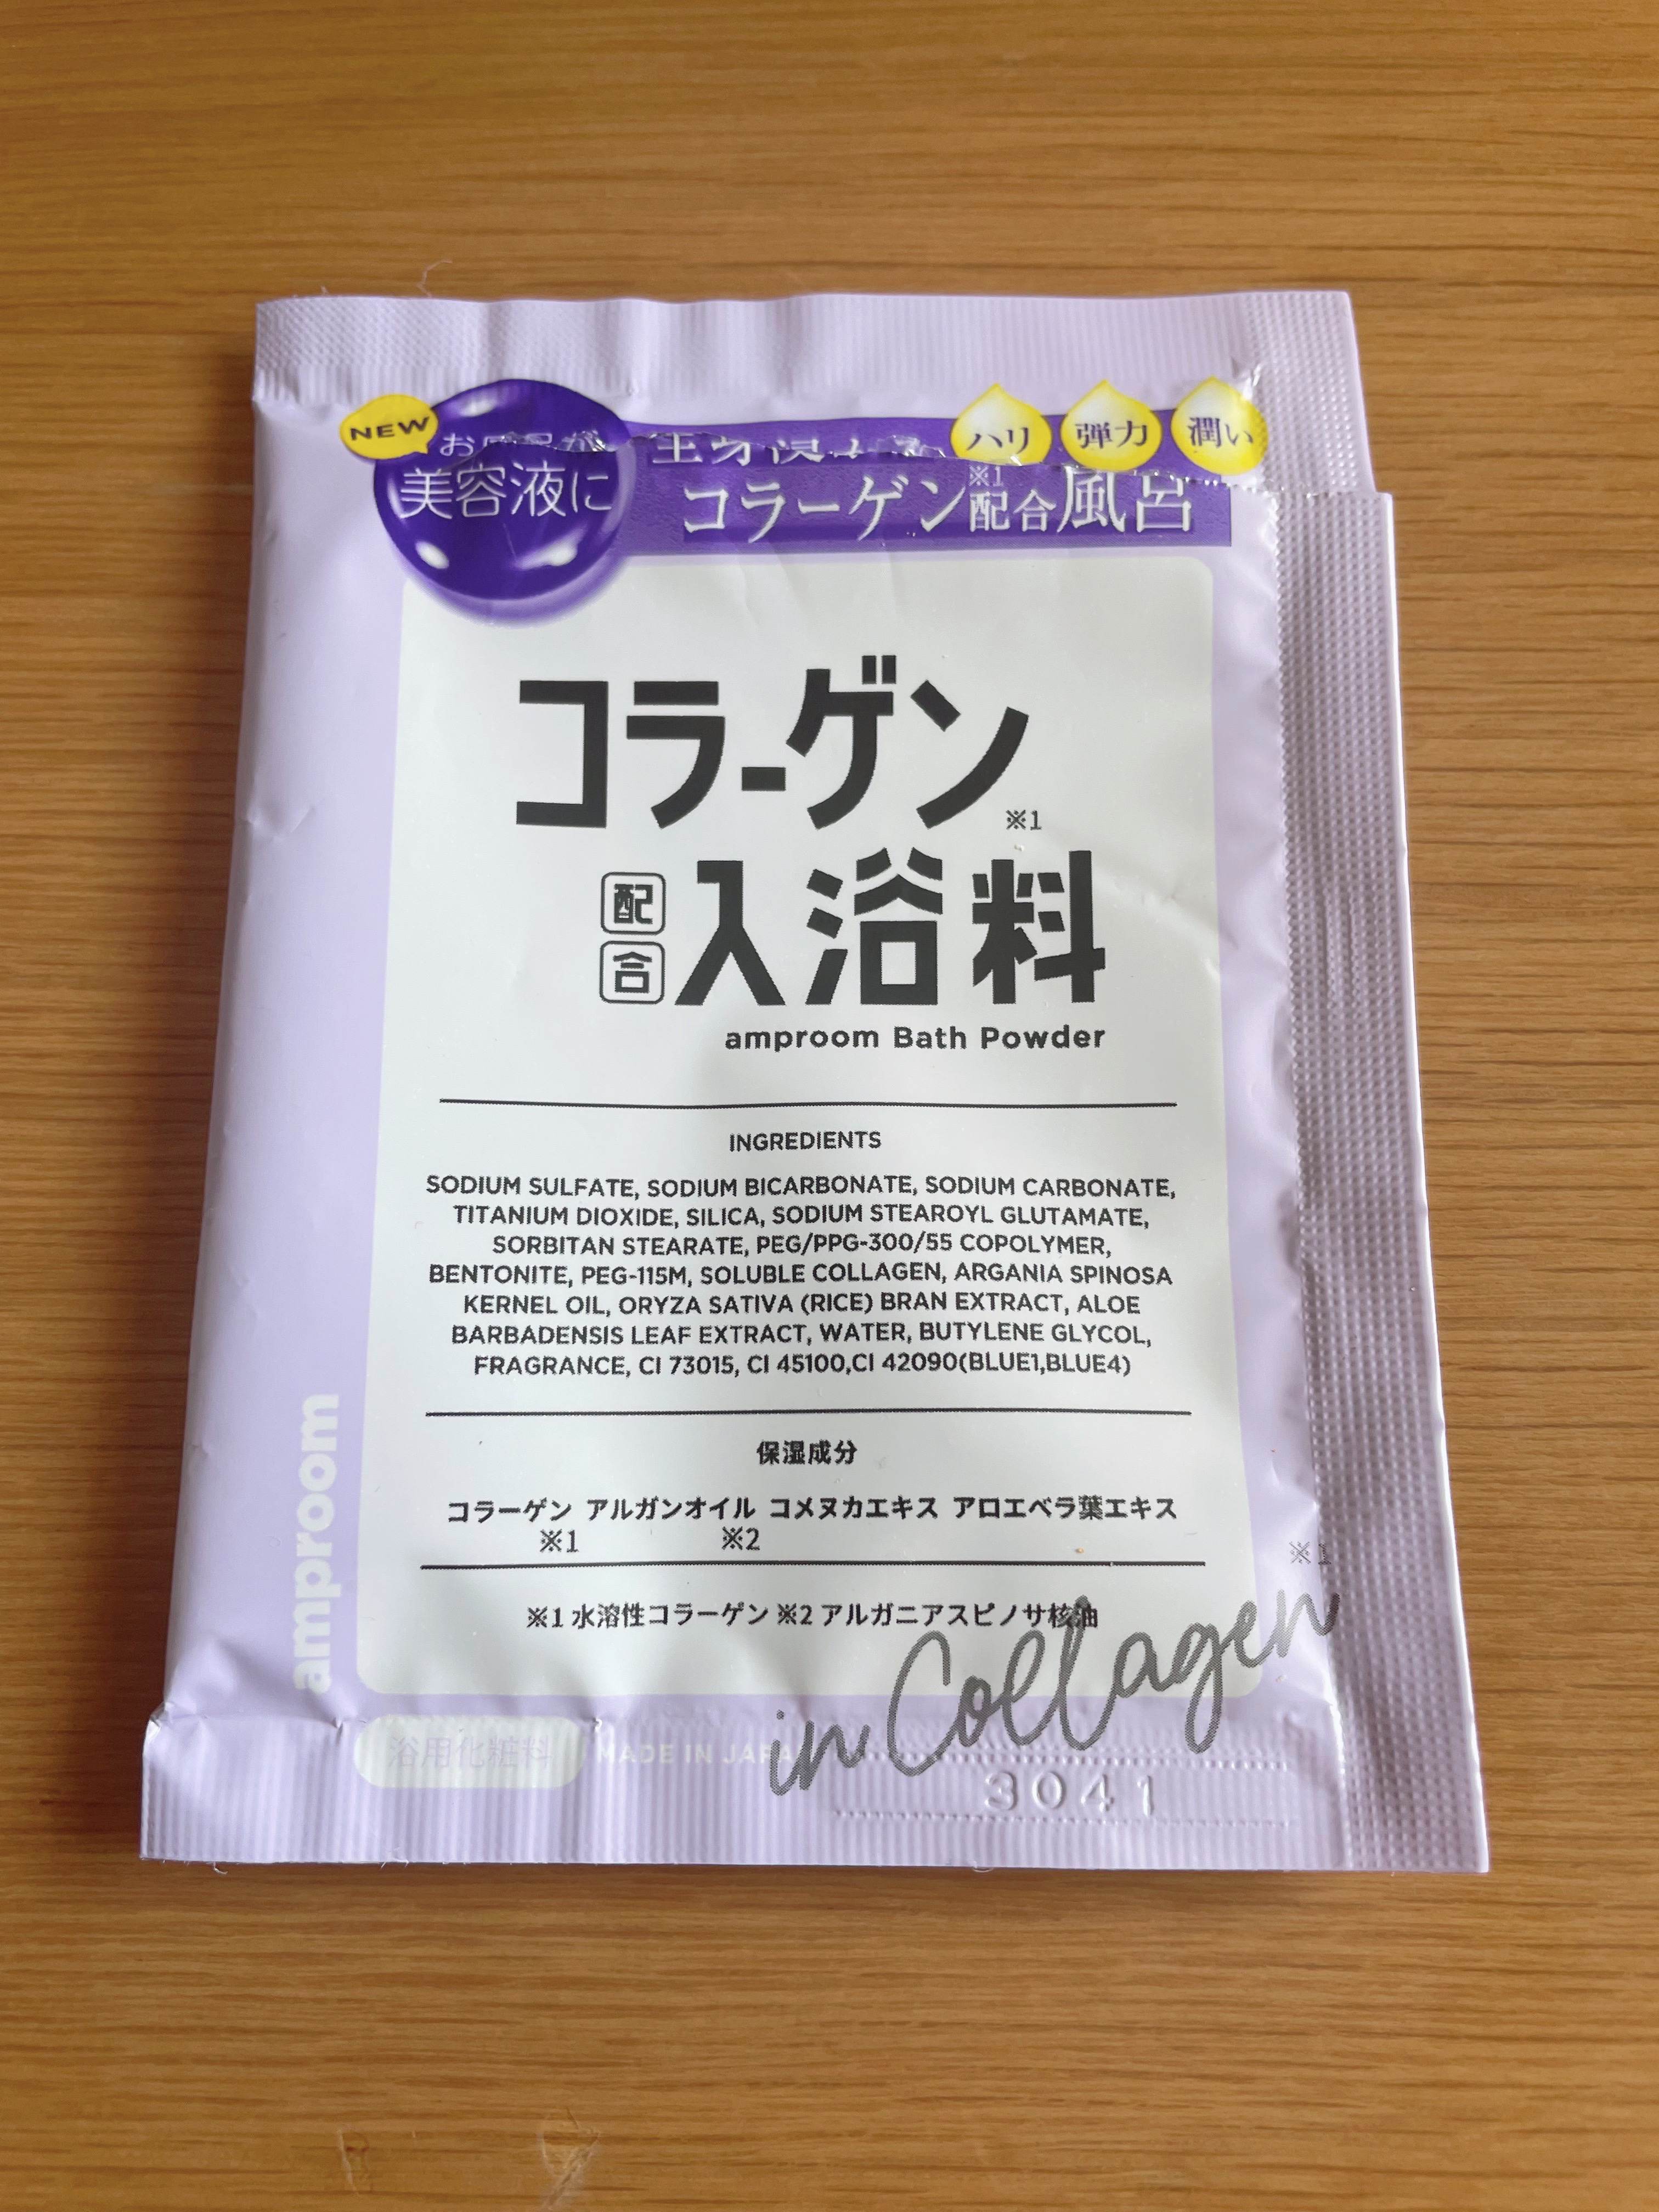 NEW
美容液に
ハリ
弾力
潤い
コラーゲン※1配合風呂
コラーゲン※1
配合入浴料
amproom Bath Powder
INGREDIENTS
SODIUM SULFATE, SODIUM BICARBONATE, SODIUM CARBONATE,
TITANIUM DIOXIDE, SILICA, SODIUM STEAROYL GLUTAMATE,
SORBITAN STEARATE, PEG/PPG-300/55 COPOLYMER,
BENTONITE, PEG-115M, SOLUBLE COLLAGEN, ARGANIA SPINOSA
KERNEL OIL, ORYZA SATIVA (RICE) BRAN EXTRACT, ALOE
BARBADENSIS LEAF EXTRACT, WATER, BUTYLENE GLYCOL,
FRAGRANCE, CI 73015, CI 45100,CI 42090(BLUE1,BLUE4)
保湿成分
コラーゲン アルガンオイル コメヌカエキス アロエベラ葉エキス
※1 ※2
※1 水溶性コラーゲン ※2 アルガニアスピノサ核油
in Collagen ※1
amproom
浴用化粧料
MADE IN JAPAN
3041